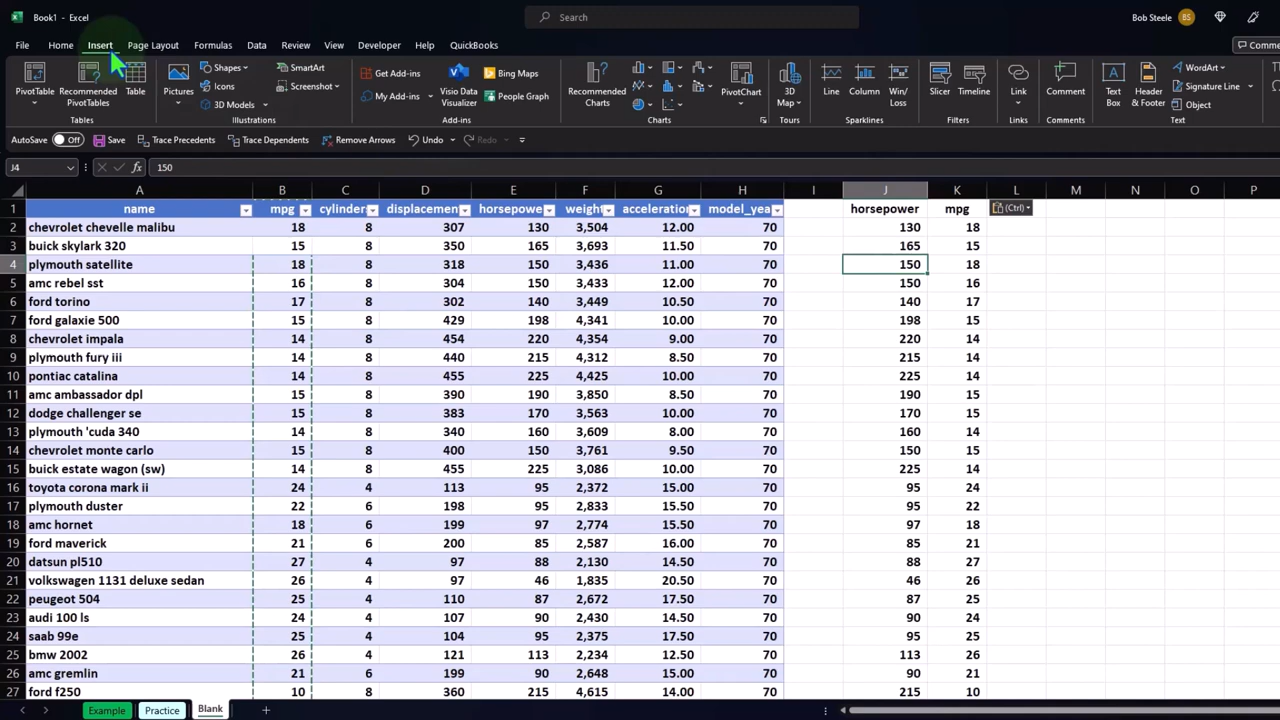 Book1 - Excel
Search
Bob Steele BS
File Home Insert Page Layout Formulas Data Review View Developer Help QuickBooks
PivotTable Recommended PivotTables Table Pictures Shapes Icons 3D Models SmartArt Screenshot Get Add-ins My Add-ins Visio Data Visualizer Bing Maps People Graph Recommended Charts PivotChart 3D Map Line Column Win/Loss Slicer Timeline Link Comment Text Box Header & Footer WordArt Signature Line Object
Tables Illustrations Add-ins Charts Tours Sparklines Filters Links Comments Text
AutoSave Off Save Trace Precedents Trace Dependents Remove Arrows Undo Redo
J4 fx 150
A B C D E F G H I J K L M N O P
1 name mpg cylinder displacemen horsepowe weight acceleration model_yea horsepower mpg (Ctrl)
2 chevrolet chevelle malibu 18 8 307 130 3,504 12.00 70 130 18
3 buick skylark 320 15 8 350 165 3,693 11.50 70 165 15
4 plymouth satellite 18 8 318 150 3,436 11.00 70 150 18
5 amc rebel sst 16 8 304 150 3,433 12.00 70 150 16
6 ford torino 17 8 302 140 3,449 10.50 70 140 17
7 ford galaxie 500 15 8 429 198 4,341 10.00 70 198 15
8 chevrolet impala 14 8 454 220 4,354 9.00 70 220 14
9 plymouth fury iii 14 8 440 215 4,312 8.50 70 215 14
10 pontiac catalina 14 8 455 225 4,425 10.00 70 225 14
11 amc ambassador dpl 15 8 390 190 3,850 8.50 70 190 15
12 dodge challenger se 15 8 383 170 3,563 10.00 70 170 15
13 plymouth 'cuda 340 14 8 340 160 3,609 8.00 70 160 14
14 chevrolet monte carlo 15 8 400 150 3,761 9.50 70 150 15
15 buick estate wagon (sw) 14 8 455 225 3,086 10.00 70 225 14
16 toyota corona mark ii 24 4 113 95 2,372 15.00 70 95 24
17 plymouth duster 22 6 198 95 2,833 15.50 70 95 22
18 amc hornet 18 6 199 97 2,774 15.50 70 97 18
19 ford maverick 21 6 200 85 2,587 16.00 70 85 21
20 datsun pl510 27 4 97 88 2,130 14.50 70 88 27
21 volkswagen 1131 deluxe sedan 26 4 97 46 1,835 20.50 70 46 26
22 peugeot 504 25 4 110 87 2,672 17.50 70 87 25
23 audi 100 ls 24 4 107 90 2,430 14.50 70 90 24
24 saab 99e 25 4 104 95 2,375 17.50 70 95 25
25 bmw 2002 26 4 121 113 2,234 12.50 70 113 26
26 amc gremlin 21 6 199 90 2,648 15.00 70 90 21
27 ford f250 10 8 360 215 4,615 14.00 70 215 10
Example Practice Blank